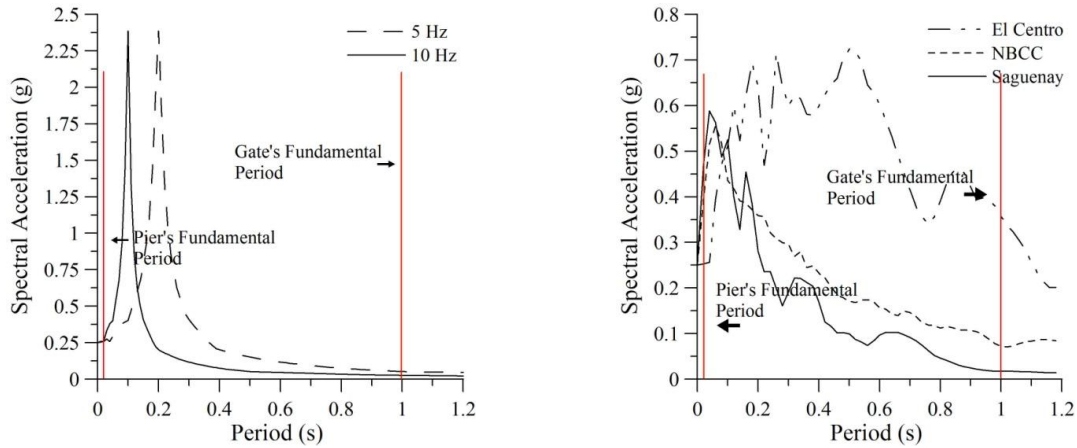 2.5
2.25
2
1.75
1.5
1.25
1
0.75
0.5
0.25
0
Spectral Acceleration (g)
5 Hz
10 Hz
Gate's Fundamental
Period
Pier's Fundamental
Period
0 0.2 0.4 0.6 0.8 1 1.2
Period (s)
0.8
0.7
0.6
0.5
0.4
0.3
0.2
0.1
0
Spectral Acceleration (g)
El Centro
NBCC
Saguenay
Gate's Fundamental
Period
Pier's Fundamental
Period
0 0.2 0.4 0.6 0.8 1 1.2
Period (s)